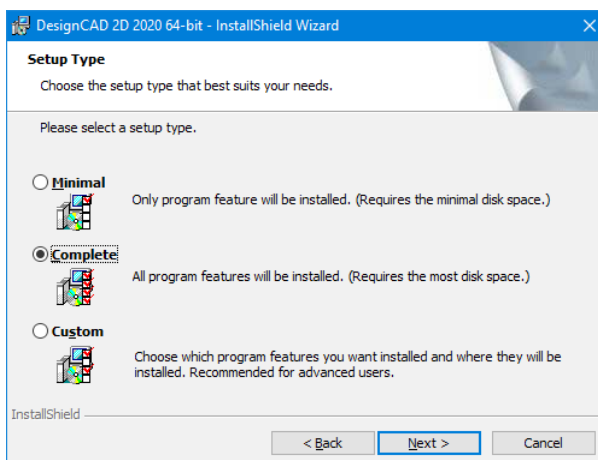 DesignCAD 2D 2020 64-bit - InstallShield Wizard
Setup Type
Choose the setup type that best suits your needs.
Please select a setup type.
Minimal
Only program feature will be installed. (Requires the minimal disk space.)
Complete
All program features will be installed. (Requires the most disk space.)
Custom
Choose which program features you want installed and where they will be
installed. Recommended for advanced users.
InstallShield
< Back Next > Cancel